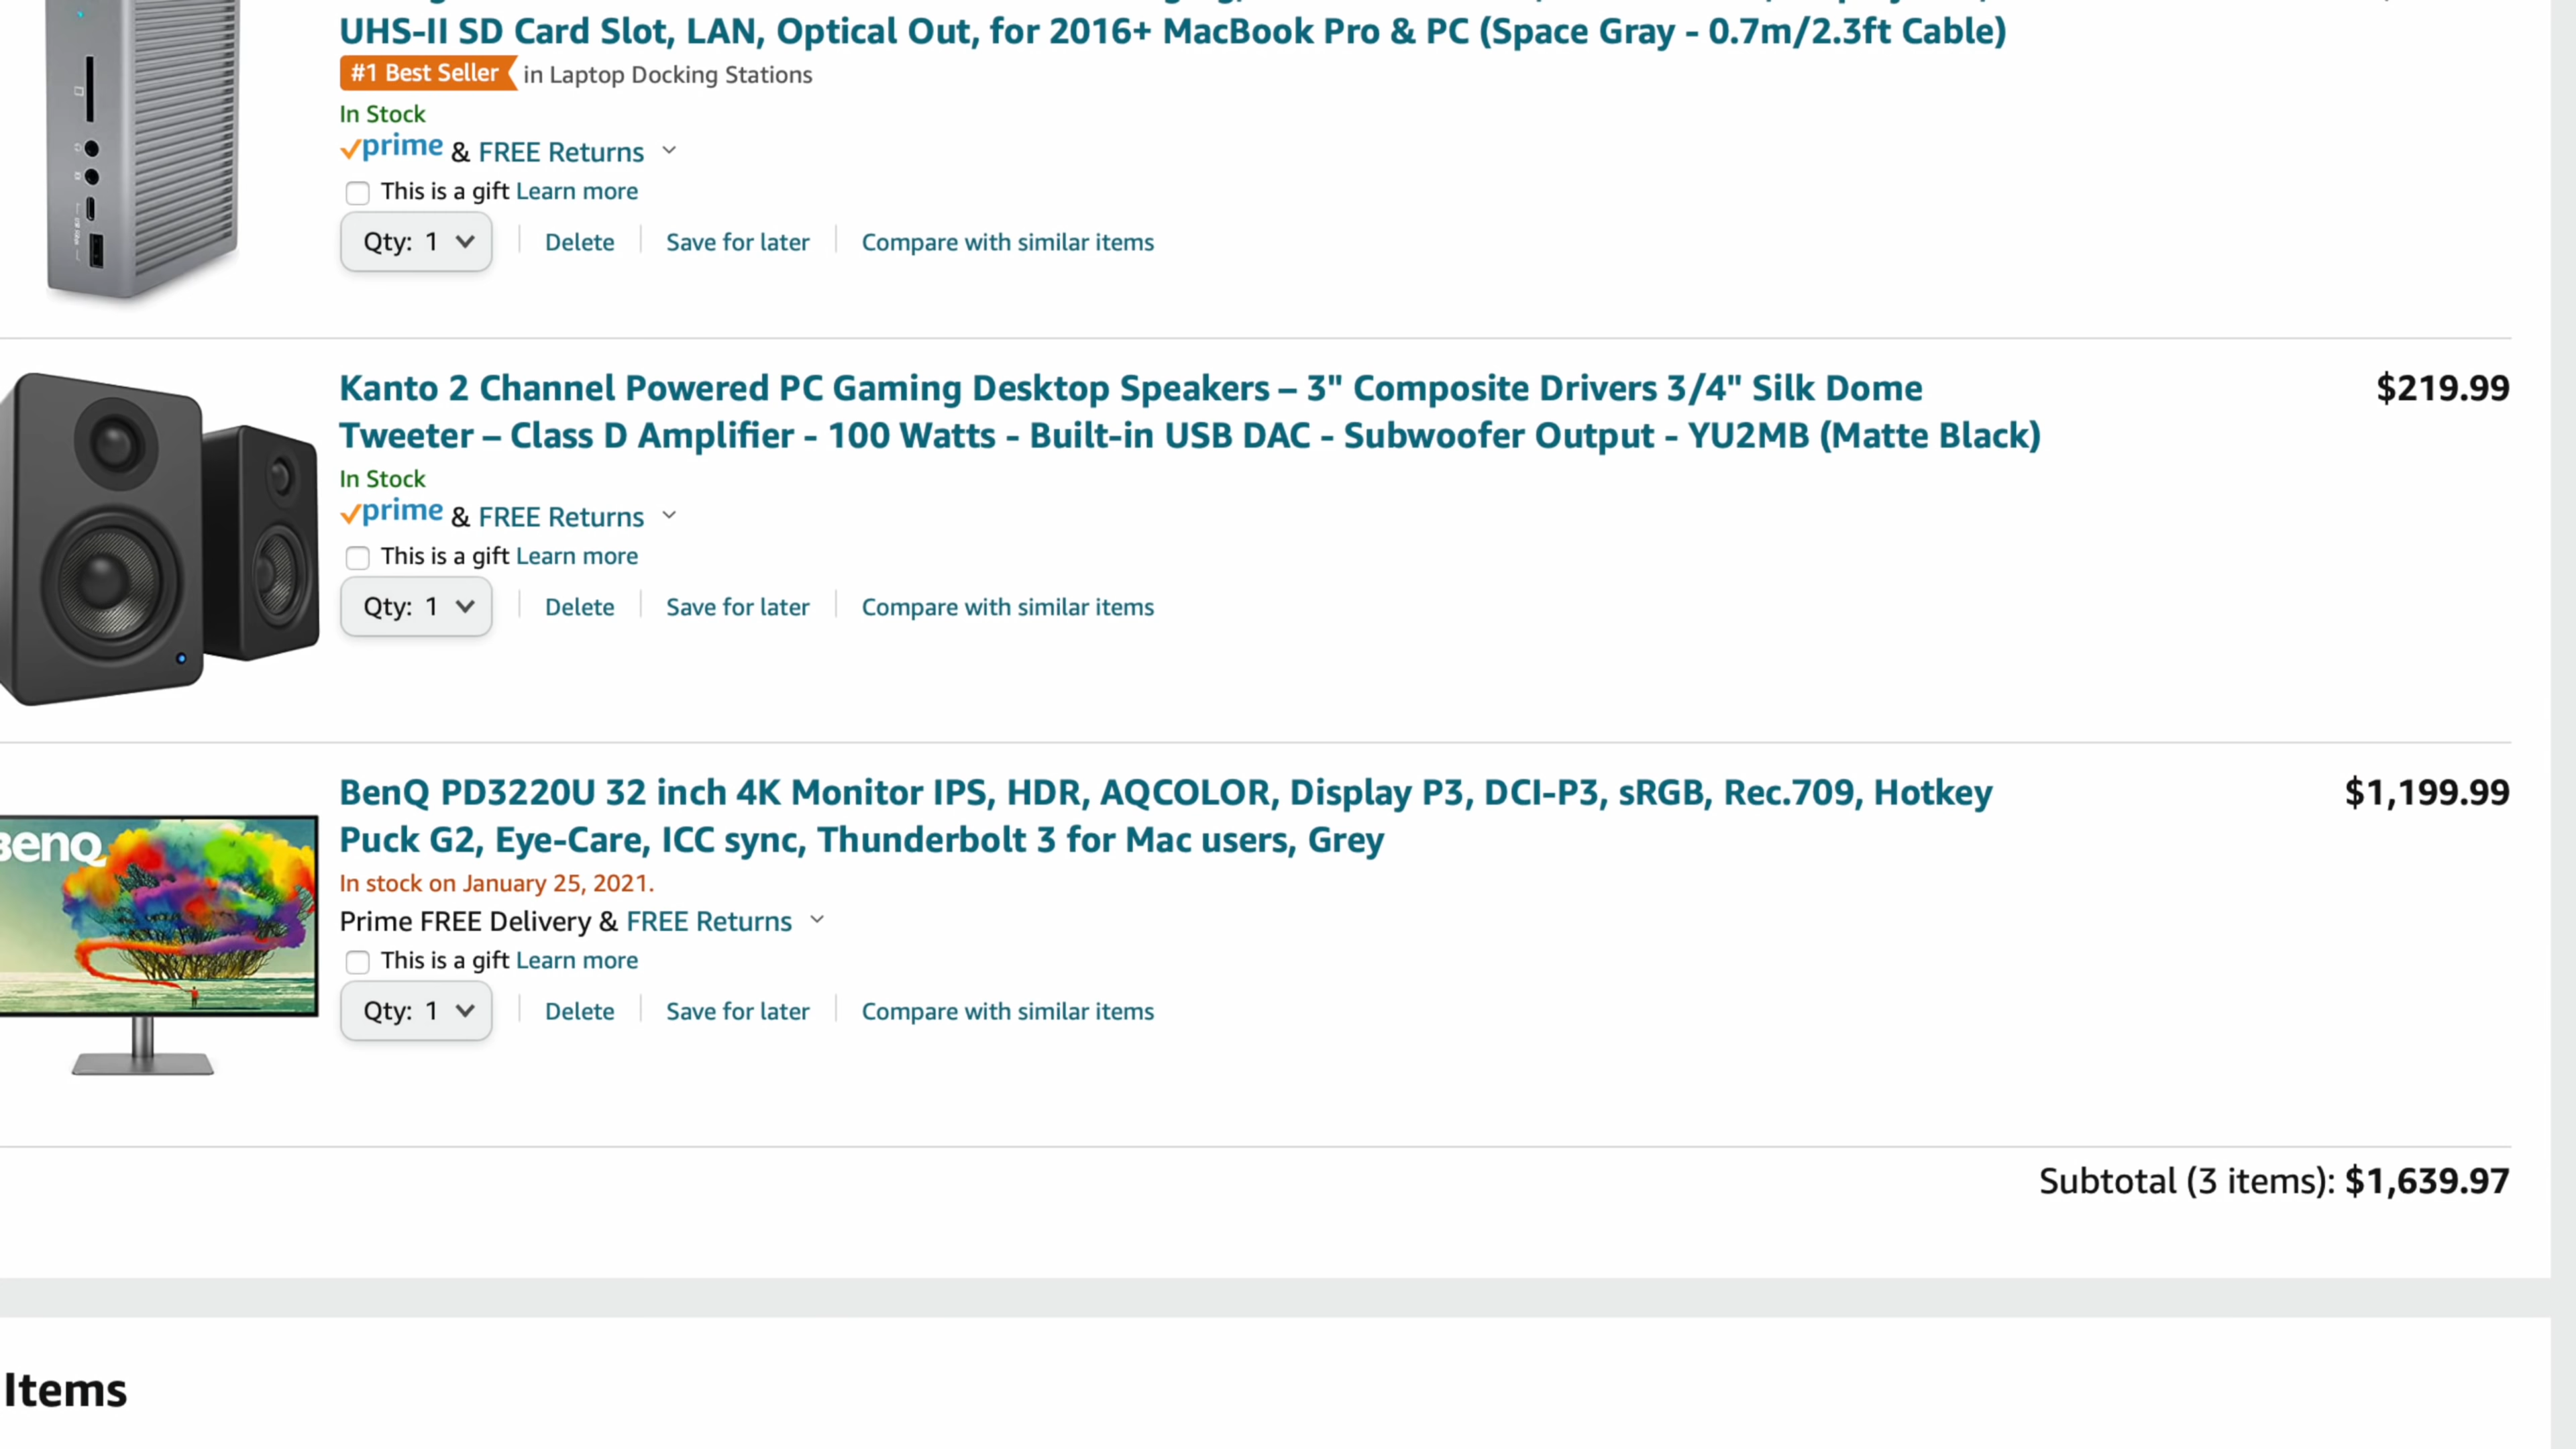 UHS-II SD Card Slot, LAN, Optical Out, for 2016+ MacBook Pro & PC (Space Gray - 0.7m/2.3ft Cable)
#1 Best Seller in Laptop Docking Stations
In Stock
prime & FREE Returns
This is a gift Learn more
Qty: 1 Delete Save for later Compare with similar items
Kanto 2 Channel Powered PC Gaming Desktop Speakers – 3" Composite Drivers 3/4" Silk Dome $219.99
Tweeter – Class D Amplifier - 100 Watts - Built-in USB DAC - Subwoofer Output - YU2MB (Matte Black)
In Stock
prime & FREE Returns
This is a gift Learn more
Qty: 1 Delete Save for later Compare with similar items
BenQ PD3220U 32 inch 4K Monitor IPS, HDR, AQCOLOR, Display P3, DCI-P3, sRGB, Rec.709, Hotkey $1,199.99
Puck G2, Eye-Care, ICC sync, Thunderbolt 3 for Mac users, Grey
BenQ
In stock on January 25, 2021.
Prime FREE Delivery & FREE Returns
This is a gift Learn more
Qty: 1 Delete Save for later Compare with similar items
Subtotal (3 items): $1,639.97
Items